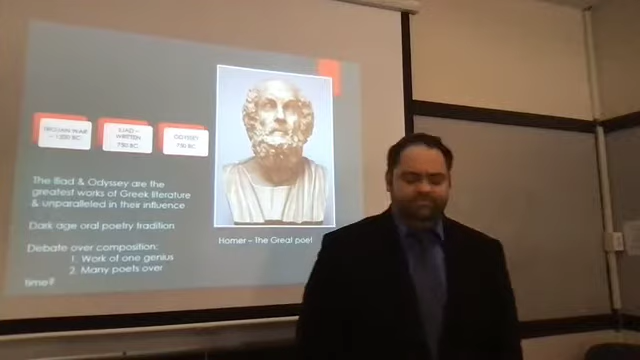 TROJAN WAR
– 1200 BC
ILIAD –
WRITTEN
750 BC
ODYSSEY
750 BC
The Iliad & Odyssey are the
greatest works of Greek literature
& unparalleled in their influence
Dark age oral poetry tradition
Debate over composition:
1. Work of one genius
2. Many poets over
time?
Homer – The Great poet